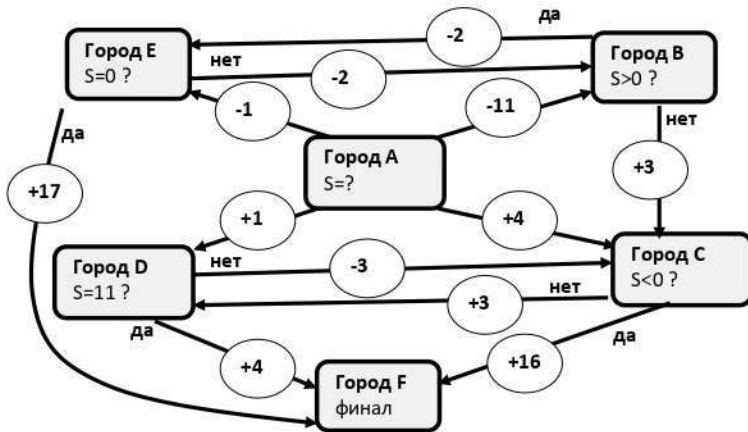 да
-2
Город E
S=0 ?
нет
-2
Город B
S>0 ?
-1
-11
да
нет
Город A
S=?
+17
+3
+1
+4
Город D
S=11 ?
нет
-3
Город C
S<0 ?
+3
нет
да
да
+4
+16
Город F
финал